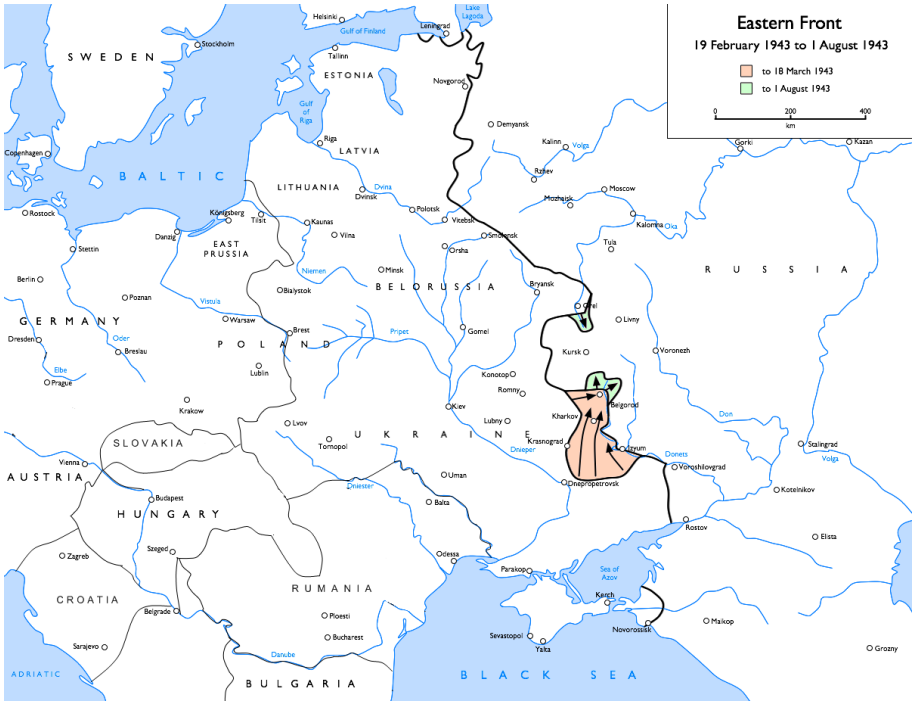 Eastern Front
19 February 1943 to 1 August 1943
to 18 March 1943
to 1 August 1943
0 200 400
km
Helsinki
Lake
Lagoda
Leningrad
Gulf of Finland
Stockholm
SWEDEN
Tallinn
ESTONIA
Novgorod
Gulf
of
Riga
Demyansk
Riga
LATVIA
Kalinn
Volga
Gorki
Kazan
Copenhagen
BALTIC
Rzhev
LITHUANIA
Dvina
Dvinsk
Mozhaisk
Moscow
Rostock
Königsberg
Tilsit
Kaunas
Polotsk
Vitebsk
Kalomna
Oka
Danzig
Vilna
Smolensk
Tula
Stettin
EAST
PRUSSIA
Orsha
Niemen
Minsk
RUSSIA
Berlin
Bialystok
BELORUSSIA
Bryansk
Poznan
Vistula
Orel
GERMANY
Warsaw
Livny
Brest
Pripet
Gomel
Dresden
Oder
POLAND
Breslau
Kursk
Voronezh
Elbe
Lublin
Konotop
Prague
Romny
Krakow
Kiev
Belgorod
Kharkov
Don
Lvov
Lubny
UKRAINE
Tornopol
Krasnograd
SLOVAKIA
Dnieper
Stalingrad
Izyum
Donets
Volga
Vienna
Voroshilovgrad
AUSTRIA
Uman
Dnepropetrovsk
Dniester
Kotelnikov
Budapest
Balta
HUNGARY
Rostov
Elista
Szeged
Odessa
Zagreb
Parakop
Sea of
Azov
RUMANIA
CROATIA
Kerch
Belgrade
Ploesti
Maikop
Novorossisk
Bucharest
Sevastopol
Yalta
Sarajevo
Grozny
Danube
ADRIATIC
BLACK SEA
BULGARIA